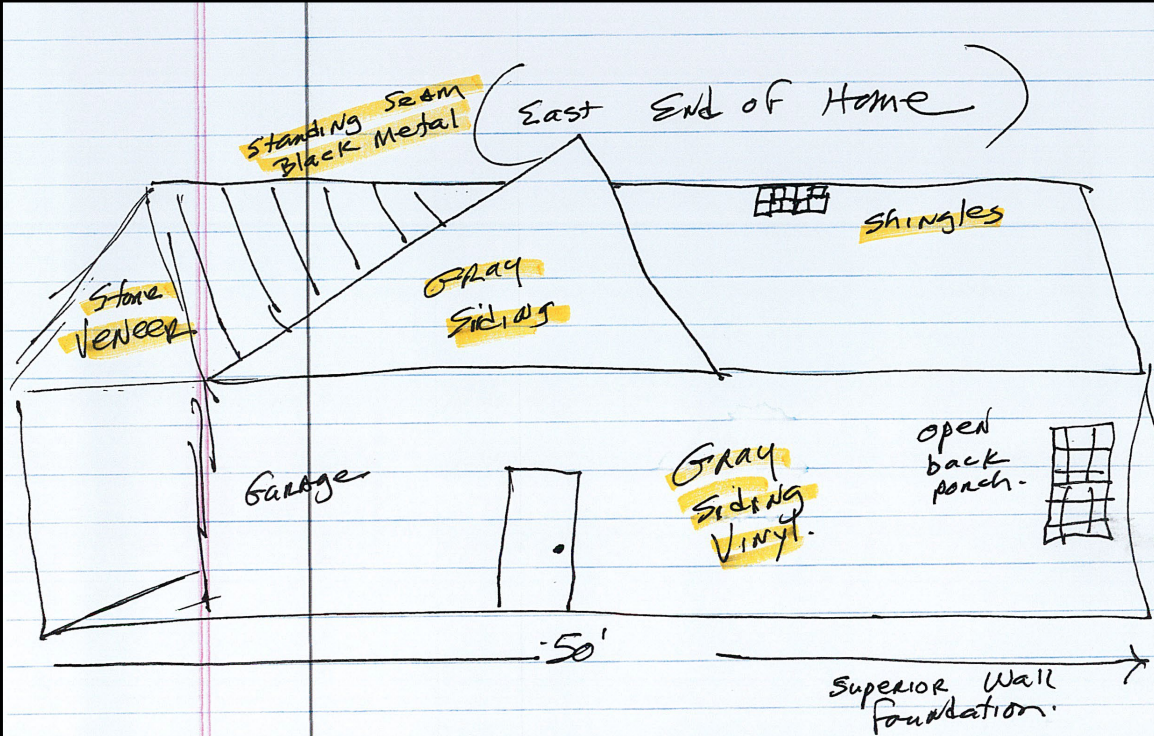 Standing Seam
Black Metal
East End of Home
Shingles
Stone
Veneer
Gray
Siding
Garage
Gray
Siding
Vinyl.
open
back
porch.
50'
Superior Wall
foundation.